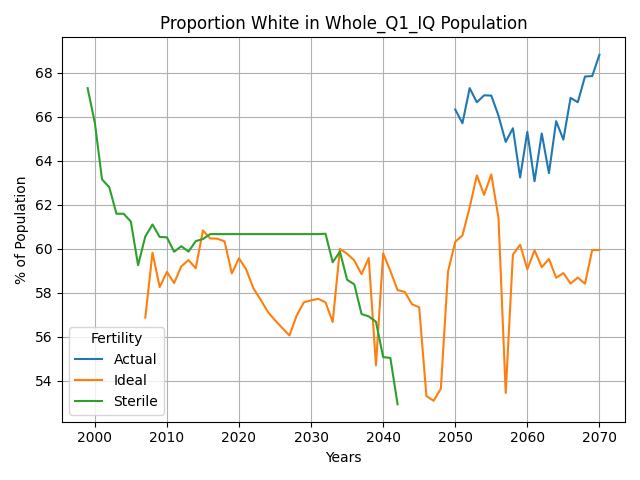 Proportion White in Whole_Q1_IQ Population
% of Population
68
66
64
62
60
58
56
54
Fertility
Actual
Ideal
Sterile
2000 2010 2020 2030 2040 2050 2060 2070
Years